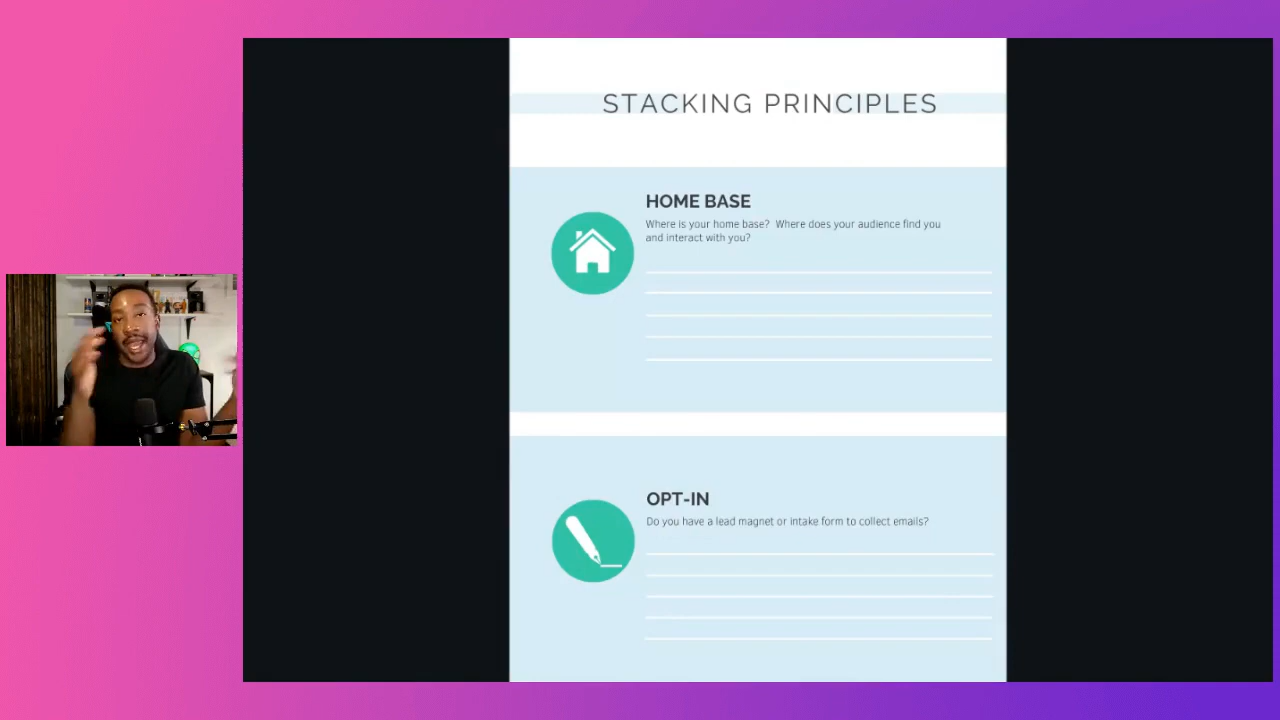 STACKING PRINCIPLES
HOME BASE
Where is your home base? Where does your audience find you
and interact with you?
OPT-IN
Do you have a lead magnet or intake form to collect emails?